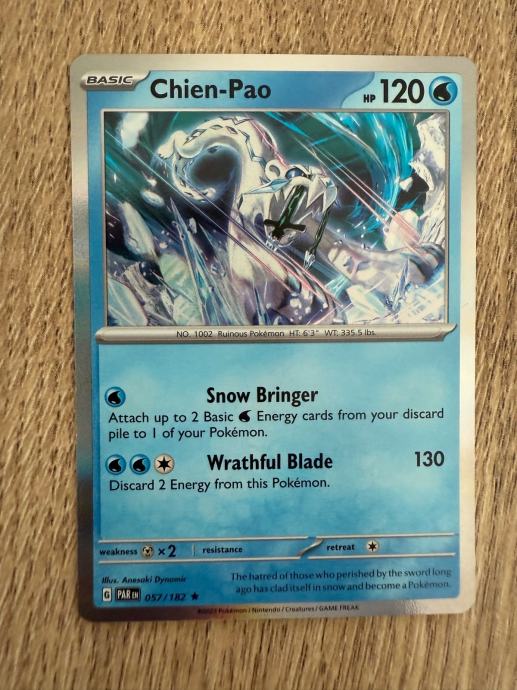 BASIC Chien-Pao HP 120
NO. 1002 Ruinous Pokémon HT: 6'3" WT: 335.5 lbs.
Snow Bringer
Attach up to 2 Basic Energy cards from your discard
pile to 1 of your Pokémon.
Wrathful Blade 130
Discard 2 Energy from this Pokémon.
weakness ×2 resistance retreat
Illus. Anesaki Dynamic
G PAR EN 057/182 ★
The hatred of those who perished by the sword long
ago has clad itself in snow and become a Pokémon.
©2023 Pokémon / Nintendo / Creatures / GAME FREAK